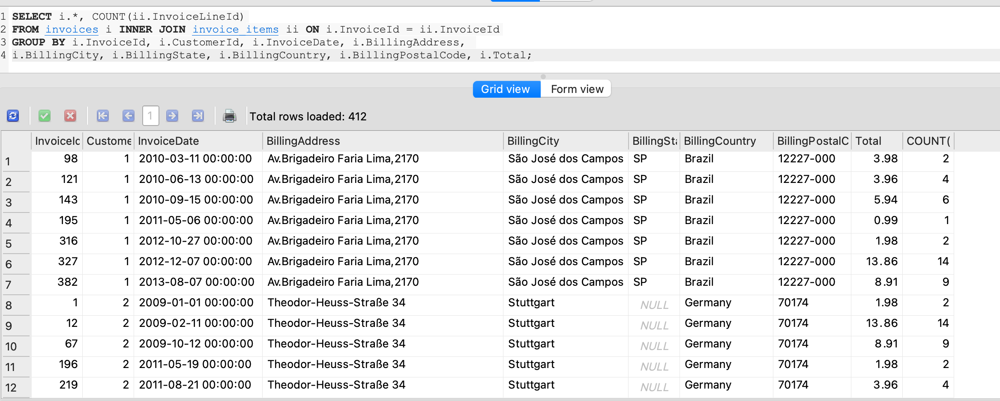 1 SELECT i.*, COUNT(ii.InvoiceLineId)
2 FROM invoices i INNER JOIN invoice_items ii ON i.InvoiceId = ii.InvoiceId
3 GROUP BY i.InvoiceId, i.CustomerId, i.InvoiceDate, i.BillingAddress,
4 i.BillingCity, i.BillingState, i.BillingCountry, i.BillingPostalCode, i.Total;
Grid view Form view
1 Total rows loaded: 412
InvoiceIc Custome InvoiceDate BillingAddress BillingCity BillingSta BillingCountry BillingPostalC Total COUNT(
1 98 1 2010-03-11 00:00:00 Av.Brigadeiro Faria Lima,2170 São José dos Campos SP Brazil 12227-000 3.98 2
2 121 1 2010-06-13 00:00:00 Av.Brigadeiro Faria Lima,2170 São José dos Campos SP Brazil 12227-000 3.96 4
3 143 1 2010-09-15 00:00:00 Av.Brigadeiro Faria Lima,2170 São José dos Campos SP Brazil 12227-000 5.94 6
4 195 1 2011-05-06 00:00:00 Av.Brigadeiro Faria Lima,2170 São José dos Campos SP Brazil 12227-000 0.99 1
5 316 1 2012-10-27 00:00:00 Av.Brigadeiro Faria Lima,2170 São José dos Campos SP Brazil 12227-000 1.98 2
6 327 1 2012-12-07 00:00:00 Av.Brigadeiro Faria Lima,2170 São José dos Campos SP Brazil 12227-000 13.86 14
7 382 1 2013-08-07 00:00:00 Av.Brigadeiro Faria Lima,2170 São José dos Campos SP Brazil 12227-000 8.91 9
8 1 2 2009-01-01 00:00:00 Theodor-Heuss-Straße 34 Stuttgart NULL Germany 70174 1.98 2
9 12 2 2009-02-11 00:00:00 Theodor-Heuss-Straße 34 Stuttgart NULL Germany 70174 13.86 14
10 67 2 2009-10-12 00:00:00 Theodor-Heuss-Straße 34 Stuttgart NULL Germany 70174 8.91 9
11 196 2 2011-05-19 00:00:00 Theodor-Heuss-Straße 34 Stuttgart NULL Germany 70174 1.98 2
12 219 2 2011-08-21 00:00:00 Theodor-Heuss-Straße 34 Stuttgart NULL Germany 70174 3.96 4